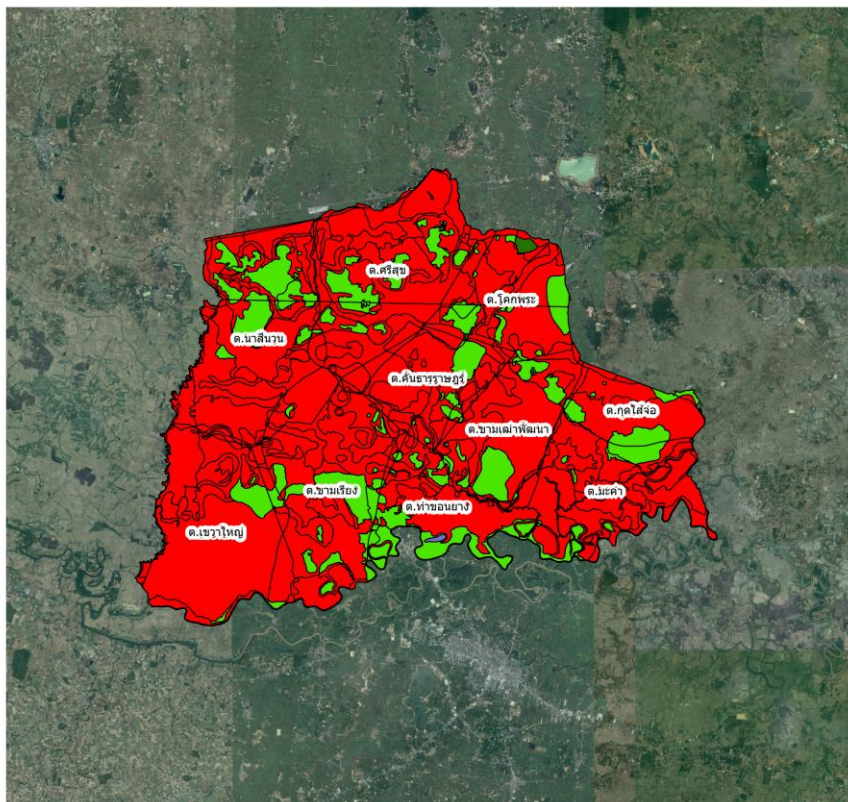 ต.ศรีสุข
ต.โคกพระ
ต.นาสีนวน
ต.คันธารราษฎร์
ต.กุดใส้จ่อ
ต.ขามเฒ่าพัฒนา
ต.ขามเรียง
ต.มะค่า
ต.ท่าขอนยาง
ต.เขวาใหญ่